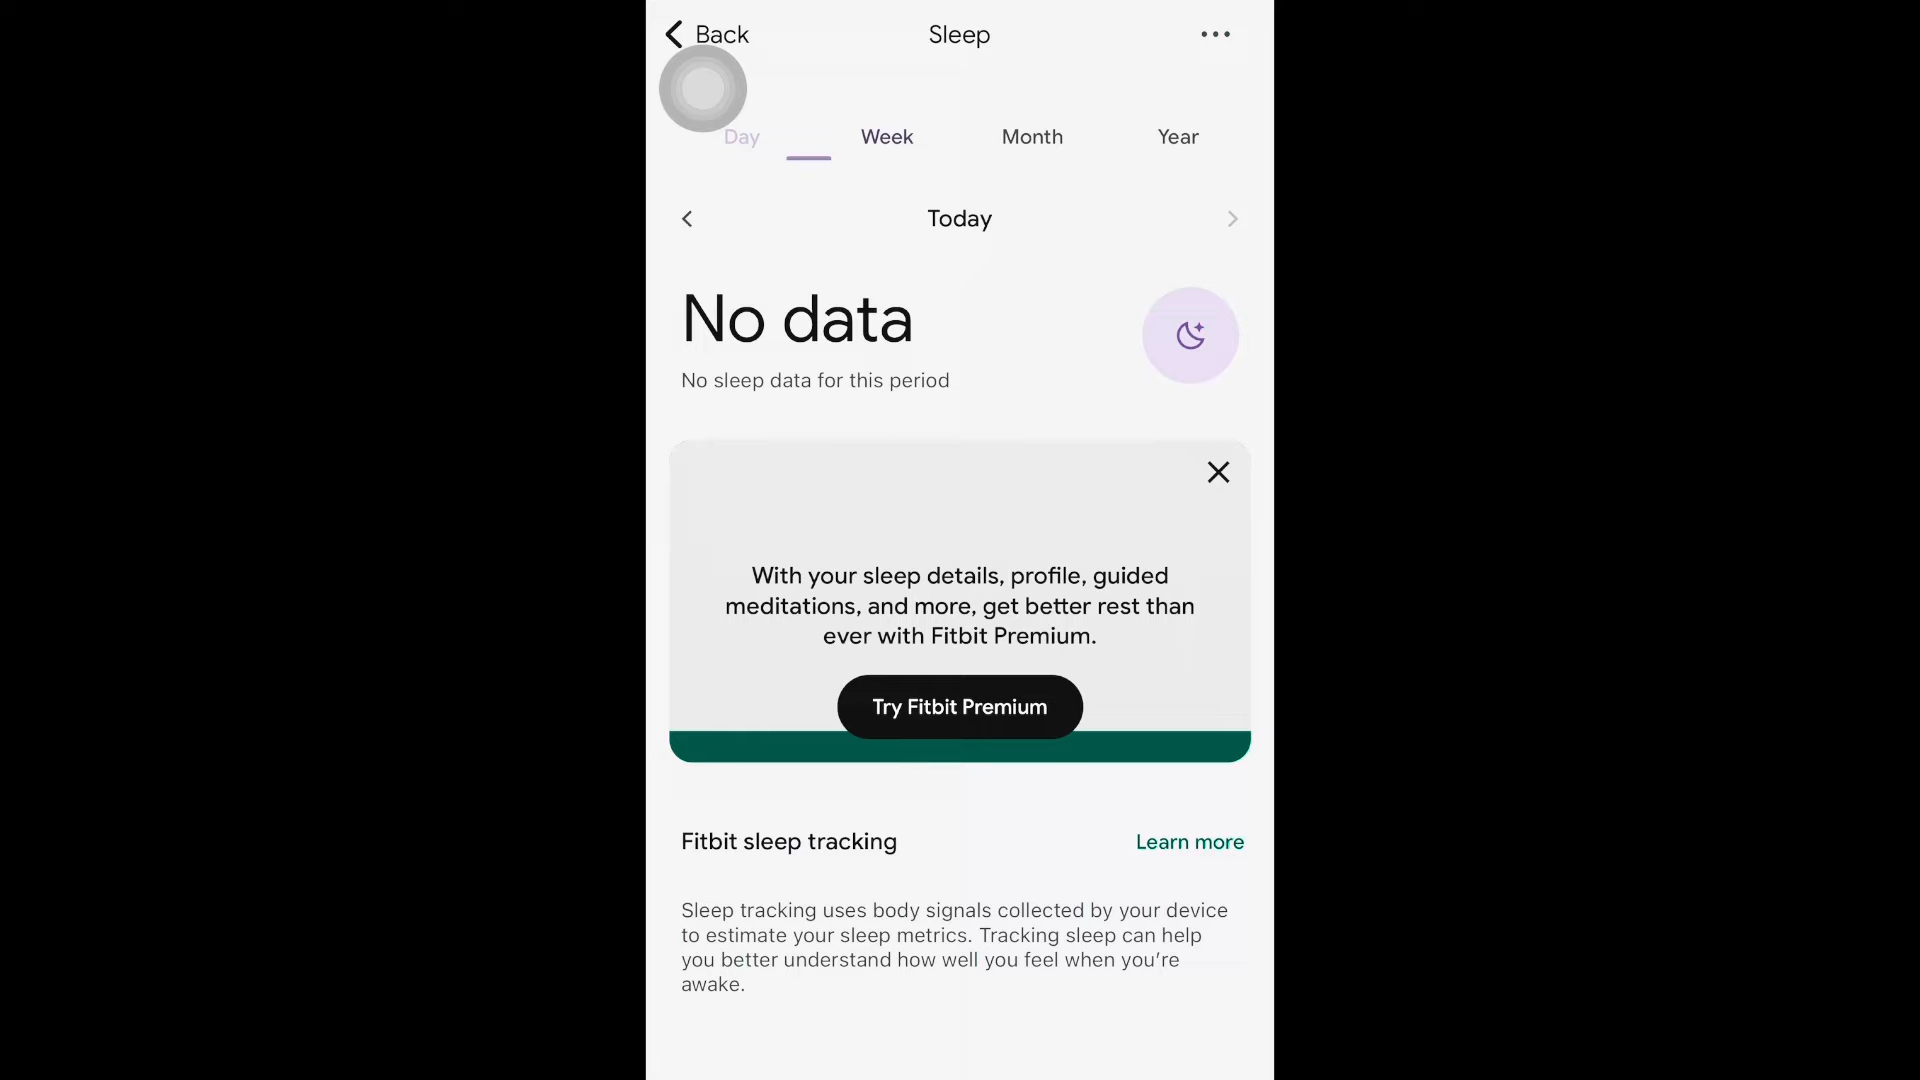 Back
Sleep
Day
Week
Month
Year
Today
No data
No sleep data for this period
With your sleep details, profile, guided
meditations, and more, get better rest than
ever with Fitbit Premium.
Try Fitbit Premium
Fitbit sleep tracking
Learn more
Sleep tracking uses body signals collected by your device
to estimate your sleep metrics. Tracking sleep can help
you better understand how well you feel when you’re
awake.